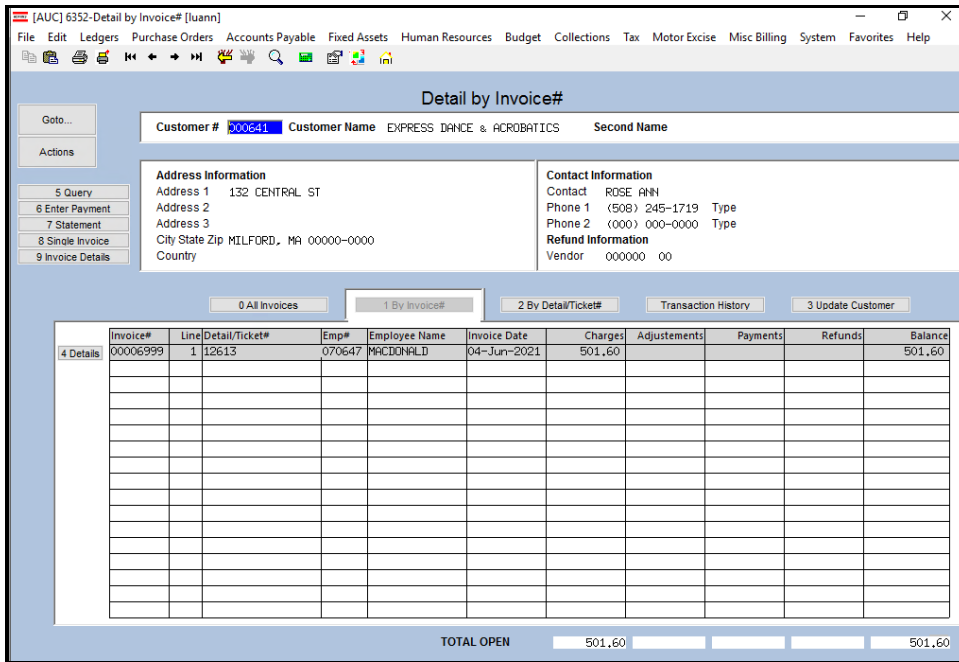 [AUC] 6352-Detail by Invoice# [luann]
File Edit Ledgers Purchase Orders Accounts Payable Fixed Assets Human Resources Budget Collections Tax Motor Excise Misc Billing System Favorites Help
Detail by Invoice#
Goto...
Actions
Customer # 000641 Customer Name EXPRESS DANCE & ACROBATICS Second Name
5 Query
6 Enter Payment
7 Statement
8 Single Invoice
9 Invoice Details
Address Information
Address 1 132 CENTRAL ST
Address 2
Address 3
City State Zip MILFORD, MA 00000-0000
Country
Contact Information
Contact ROSE ANN
Phone 1 (508) 245-1719 Type
Phone 2 (000) 000-0000 Type
Refund Information
Vendor 000000 00
0 All Invoices 1 By Invoice# 2 By Detail/Ticket# Transaction History 3 Update Customer
Invoice# Line Detail/Ticket# Emp# Employee Name Invoice Date Charges Adjustements Payments Refunds Balance
4 Details 00006999 1 12613 070647 MACDONALD 04-Jun-2021 501.60 501.60
TOTAL OPEN 501.60 501.60